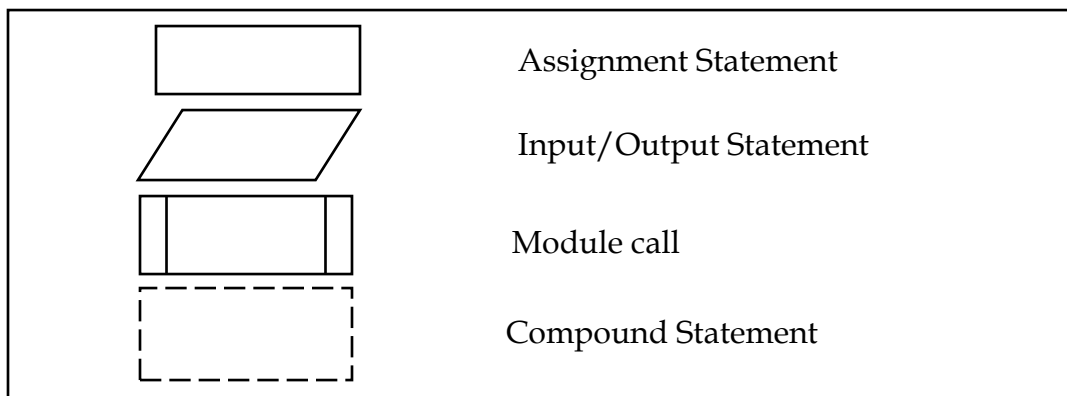 Assignment Statement
Input/Output Statement
Module call
Compound Statement